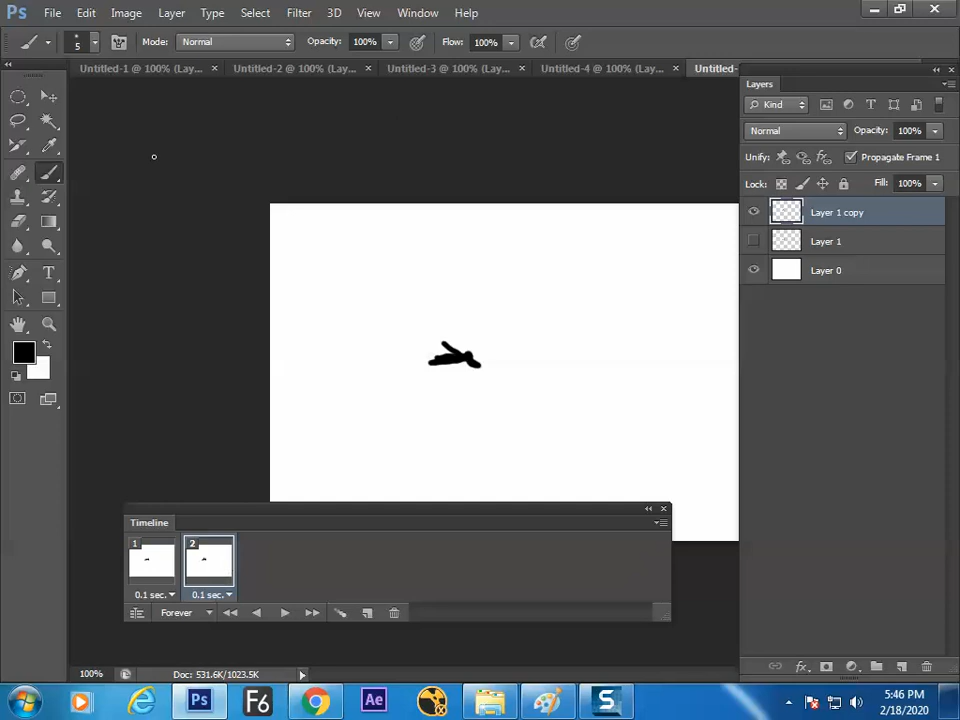 Ps File Edit Image Layer Type Select Filter 3D View Window Help
5 Mode: Normal Opacity: 100% Flow: 100%
Untitled-1 @ 100% (Lay... × Untitled-2 @ 100% (Lay... × Untitled-3 @ 100% (Lay... × Untitled-4 @ 100% (Lay... × Untitled-
Layers
Kind
Normal Opacity: 100%
Unify: Propagate Frame 1
Lock: Fill: 100%
Layer 1 copy
Layer 1
Layer 0
Timeline
1 2
0.1 sec. 0.1 sec.
Forever
100% Doc: 531.6K/1023.5K
Ps F6 Ae S
5:46 PM
2/18/2020